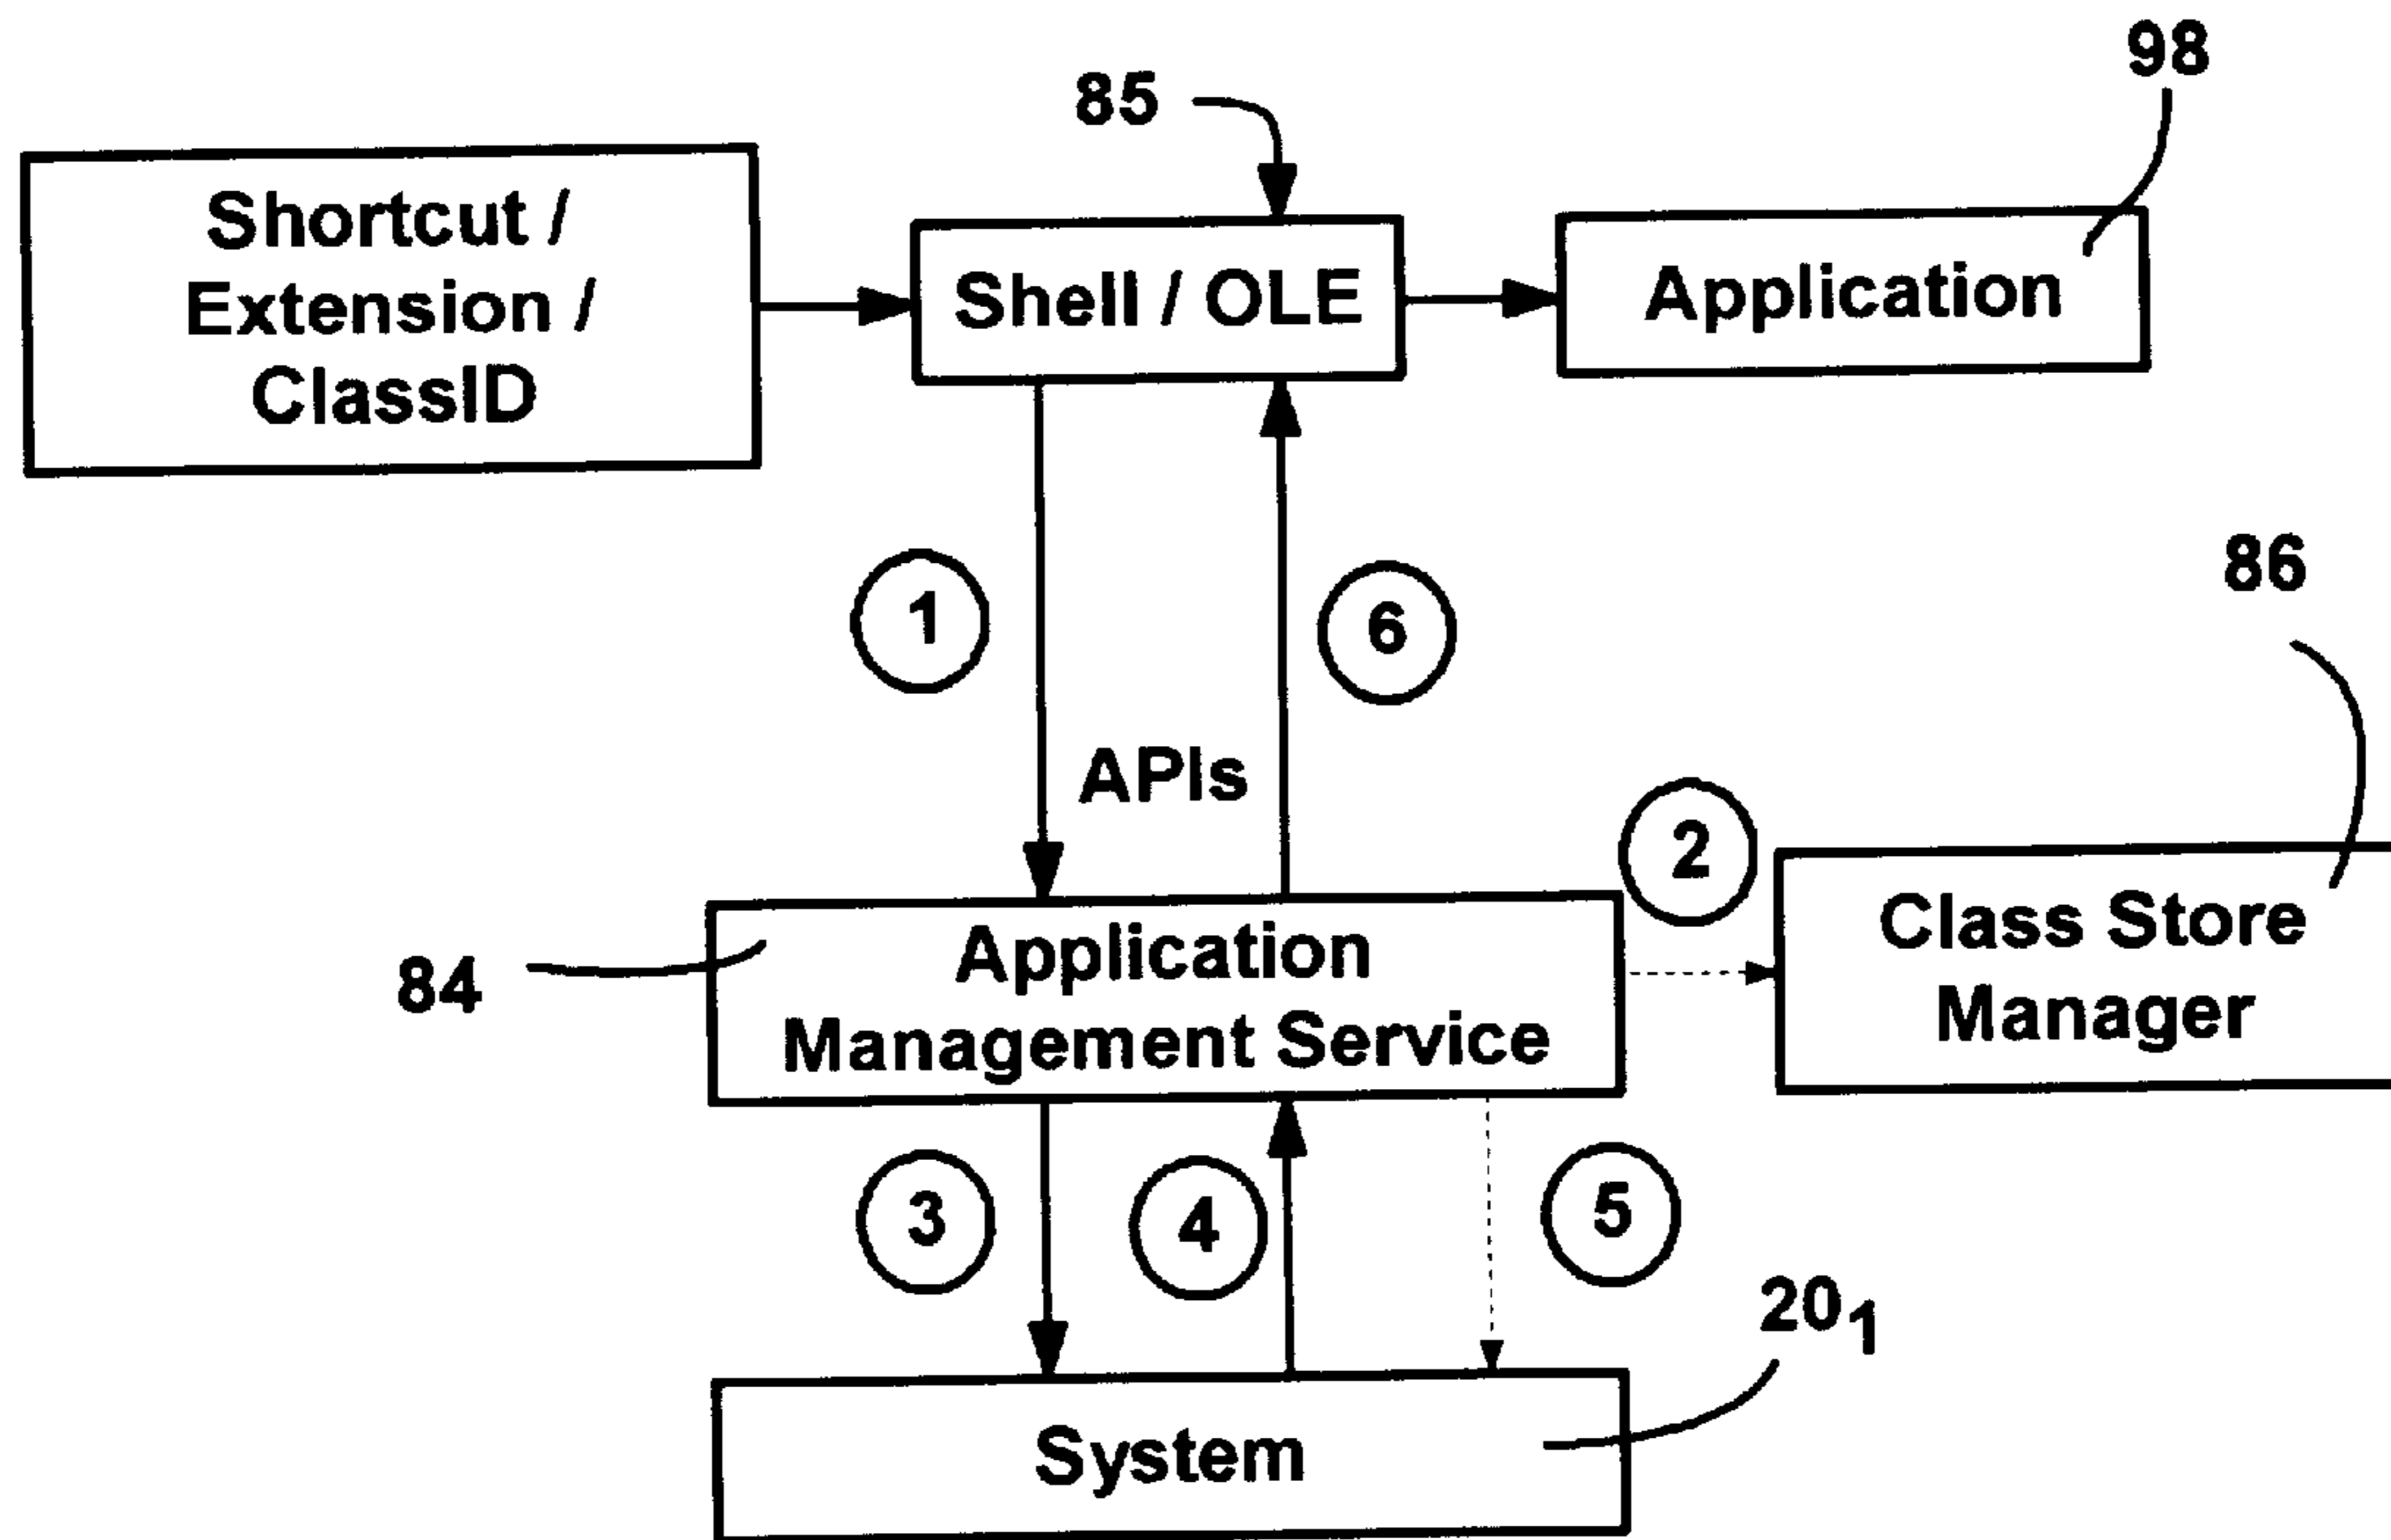 98
85
Shortcut /
Extension /
ClassID
Shell / OLE
Application
86
1
6
APIs
2
Class Store
Manager
84
Application
Management Service
3
4
5
20₁
System